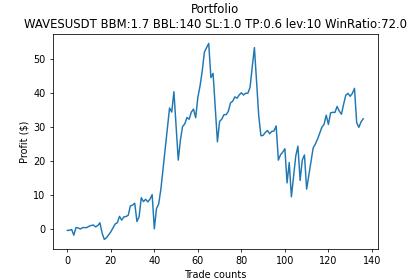 Portfolio
WAVESUSDT BBM:1.7 BBL:140 SL:1.0 TP:0.6 lev:10 WinRatio:72.0
Profit ($)
50
40
30
20
10
0
0 20 40 60 80 100 120 140
Trade counts